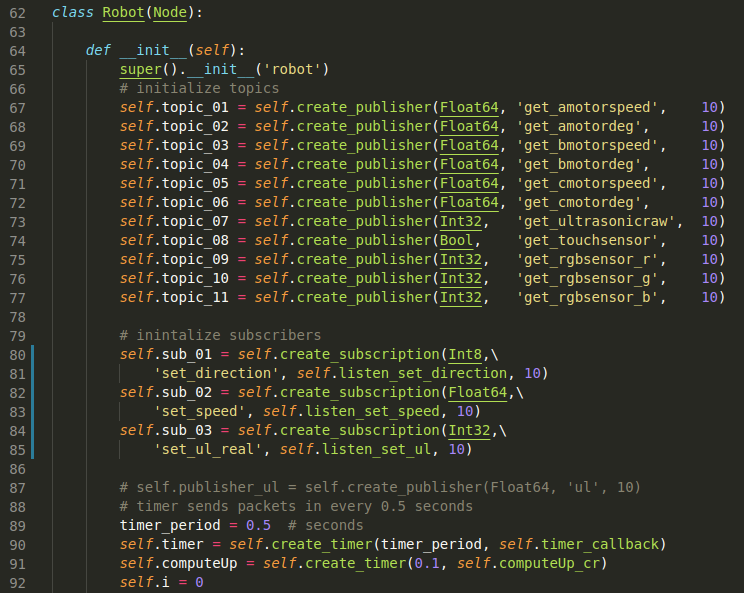 62 class Robot(Node):
63
64     def __init__(self):
65         super().__init__('robot')
66         # initialize topics
67         self.topic_01 = self.create_publisher(Float64, 'get_amotorspeed',    10)
68         self.topic_02 = self.create_publisher(Float64, 'get_amotordeg',      10)
69         self.topic_03 = self.create_publisher(Float64, 'get_bmotorspeed',    10)
70         self.topic_04 = self.create_publisher(Float64, 'get_bmotordeg',      10)
71         self.topic_05 = self.create_publisher(Float64, 'get_cmotorspeed',    10)
72         self.topic_06 = self.create_publisher(Float64, 'get_cmotordeg',      10)
73         self.topic_07 = self.create_publisher(Int32,   'get_ultrasonicraw',  10)
74         self.topic_08 = self.create_publisher(Bool,    'get_touchsensor',    10)
75         self.topic_09 = self.create_publisher(Int32,   'get_rgbsensor_r',    10)
76         self.topic_10 = self.create_publisher(Int32,   'get_rgbsensor_g',    10)
77         self.topic_11 = self.create_publisher(Int32,   'get_rgbsensor_b',    10)
78
79         # inintalize subscribers
80         self.sub_01 = self.create_subscription(Int8,\
81             'set_direction', self.listen_set_direction, 10)
82         self.sub_02 = self.create_subscription(Float64,\
83             'set_speed', self.listen_set_speed, 10)
84         self.sub_03 = self.create_subscription(Int32,\
85             'set_ul_real', self.listen_set_ul, 10)
86
87         # self.publisher_ul = self.create_publisher(Float64, 'ul', 10)
88         # timer sends packets in every 0.5 seconds
89         timer_period = 0.5  # seconds
90         self.timer = self.create_timer(timer_period, self.timer_callback)
91         self.computeUp = self.create_timer(0.1, self.computeUp_cr)
92         self.i = 0